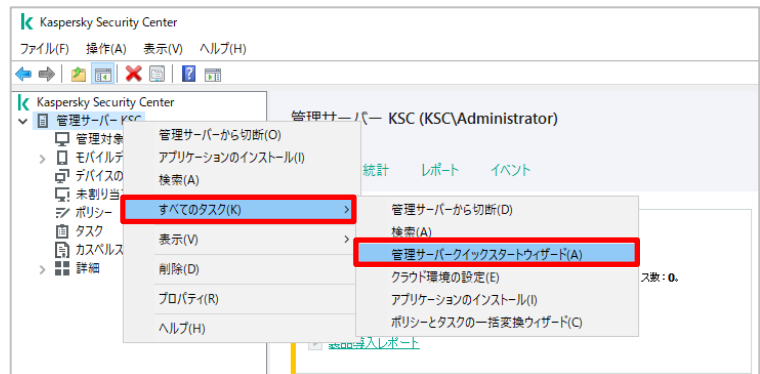 Kaspersky Security Center
ファイル(F) 操作(A) 表示(V) ヘルプ(H)
Kaspersky Security Center
管理サーバー KSC
管理対象
モバイルデ
デバイスの
未割り当
ポリシー
タスク
カスペルス
詳細
管理サーバー KSC (KSC\Administrator)
統計 レポート イベント
管理サーバーから切断(O)
アプリケーションのインストール(I)
検索(A)
すべてのタスク(K)
表示(V)
削除(D)
プロパティ(R)
ヘルプ(H)
管理サーバーから切断(D)
検索(A)
管理サーバークイックスタートウィザード(A)
クラウド環境の設定(E)
アプリケーションのインストール(I)
ポリシーとタスクの一括変換ウィザード(C)
ス数：0。
製品導入レポート